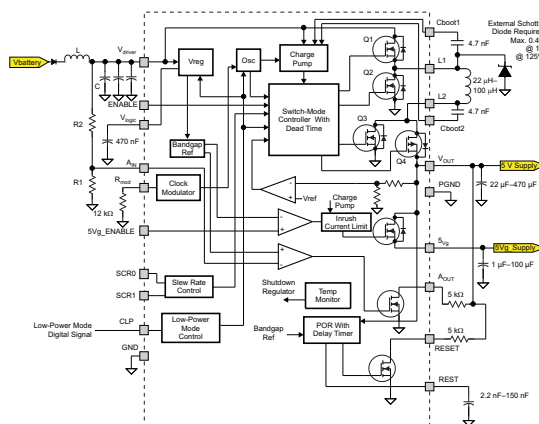 Vbattery
L
Vdriver
C
ENABLE
Vlogic
470 nF
R2
R1
AIN
Rmod
12 kΩ
5Vg_ENABLE
SCR0
SCR1
Low-Power Mode
Digital Signal
CLP
GND
Vreg
Osc
Charge
Pump
Bandgap
Ref
Switch-Mode
Controller With
Dead Time
Q1
Q2
Q3
Q4
Clock
Modulator
Vref
Charge
Pump
Inrush
Current Limit
Slew Rate
Control
Low-Power
Mode
Control
Shutdown
Regulator
Temp
Monitor
Bandgap
Ref
POR With
Delay Timer
Cboot1
4.7 nF
L1
22 µH–
100 µH
L2
4.7 nF
Cboot2
External Schott
Diode Require
Max. 0.4
@ 1
@ 125°
VOUT
5 V Supply
22 µF–470 µF
PGND
5Vg
5Vg_Supply
1 µF–100 µF
AOUT
5 kΩ
5 kΩ
RESET
REST
2.2 nF–150 nF